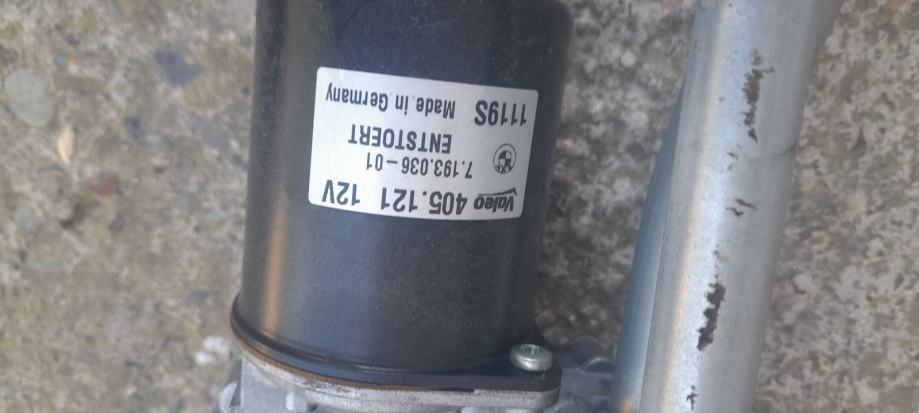 Valeo 405.121 12V
7.193.036-01
ENTSTOERT
1119S Made in Germany